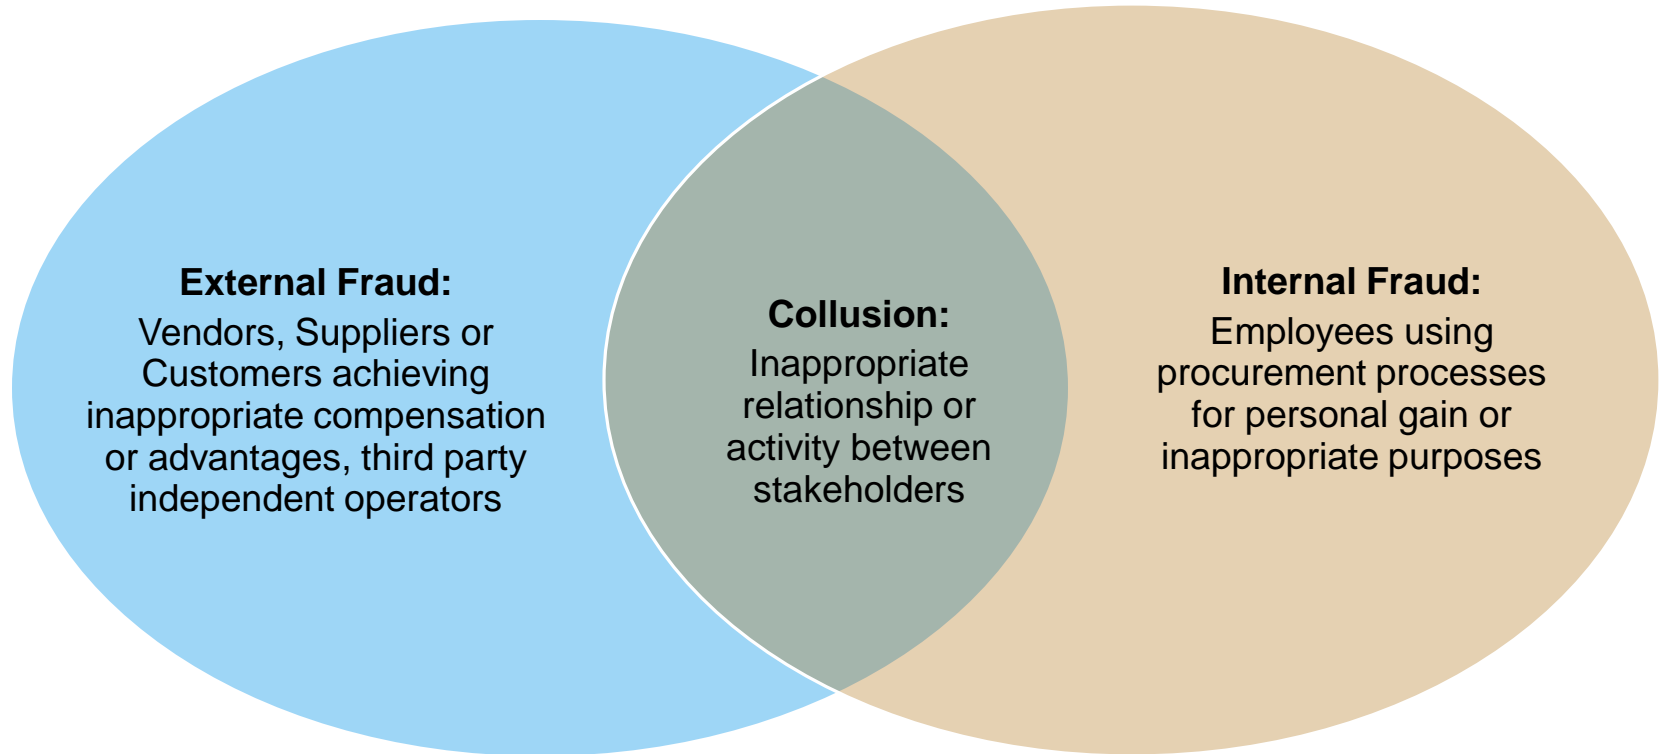 External Fraud:
Vendors, Suppliers or
Customers achieving
inappropriate compensation
or advantages, third party
independent operators
Collusion:
Inappropriate
relationship or
activity between
stakeholders
Internal Fraud:
Employees using
procurement processes
for personal gain or
inappropriate purposes